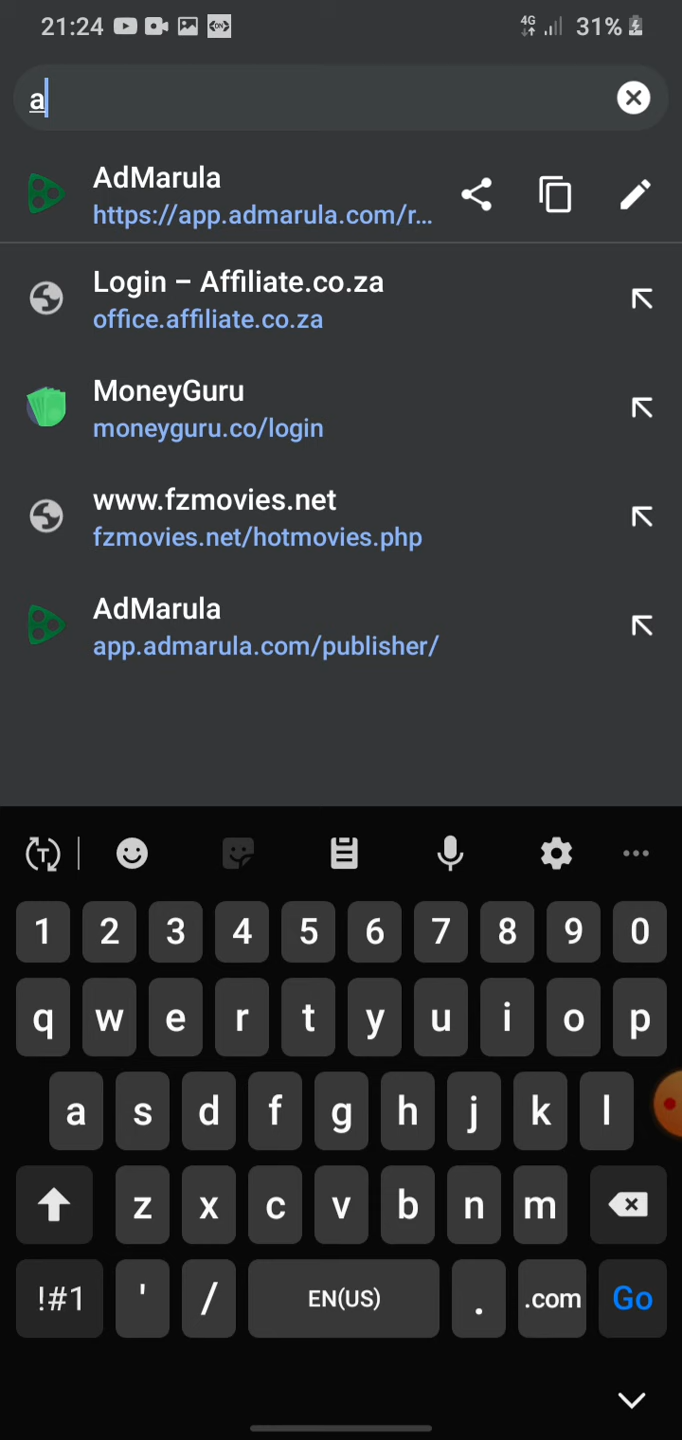 21:24 4G 31%
a
AdMarula
https://app.admarula.com/r...
Login – Affiliate.co.za
office.affiliate.co.za
MoneyGuru
moneyguru.co/login
www.fzmovies.net
fzmovies.net/hotmovies.php
AdMarula
app.admarula.com/publisher/
T
1 2 3 4 5 6 7 8 9 0
q w e r t y u i o p
a s d f g h j k l
z x c v b n m
!#1 ' / EN(US) . .com Go